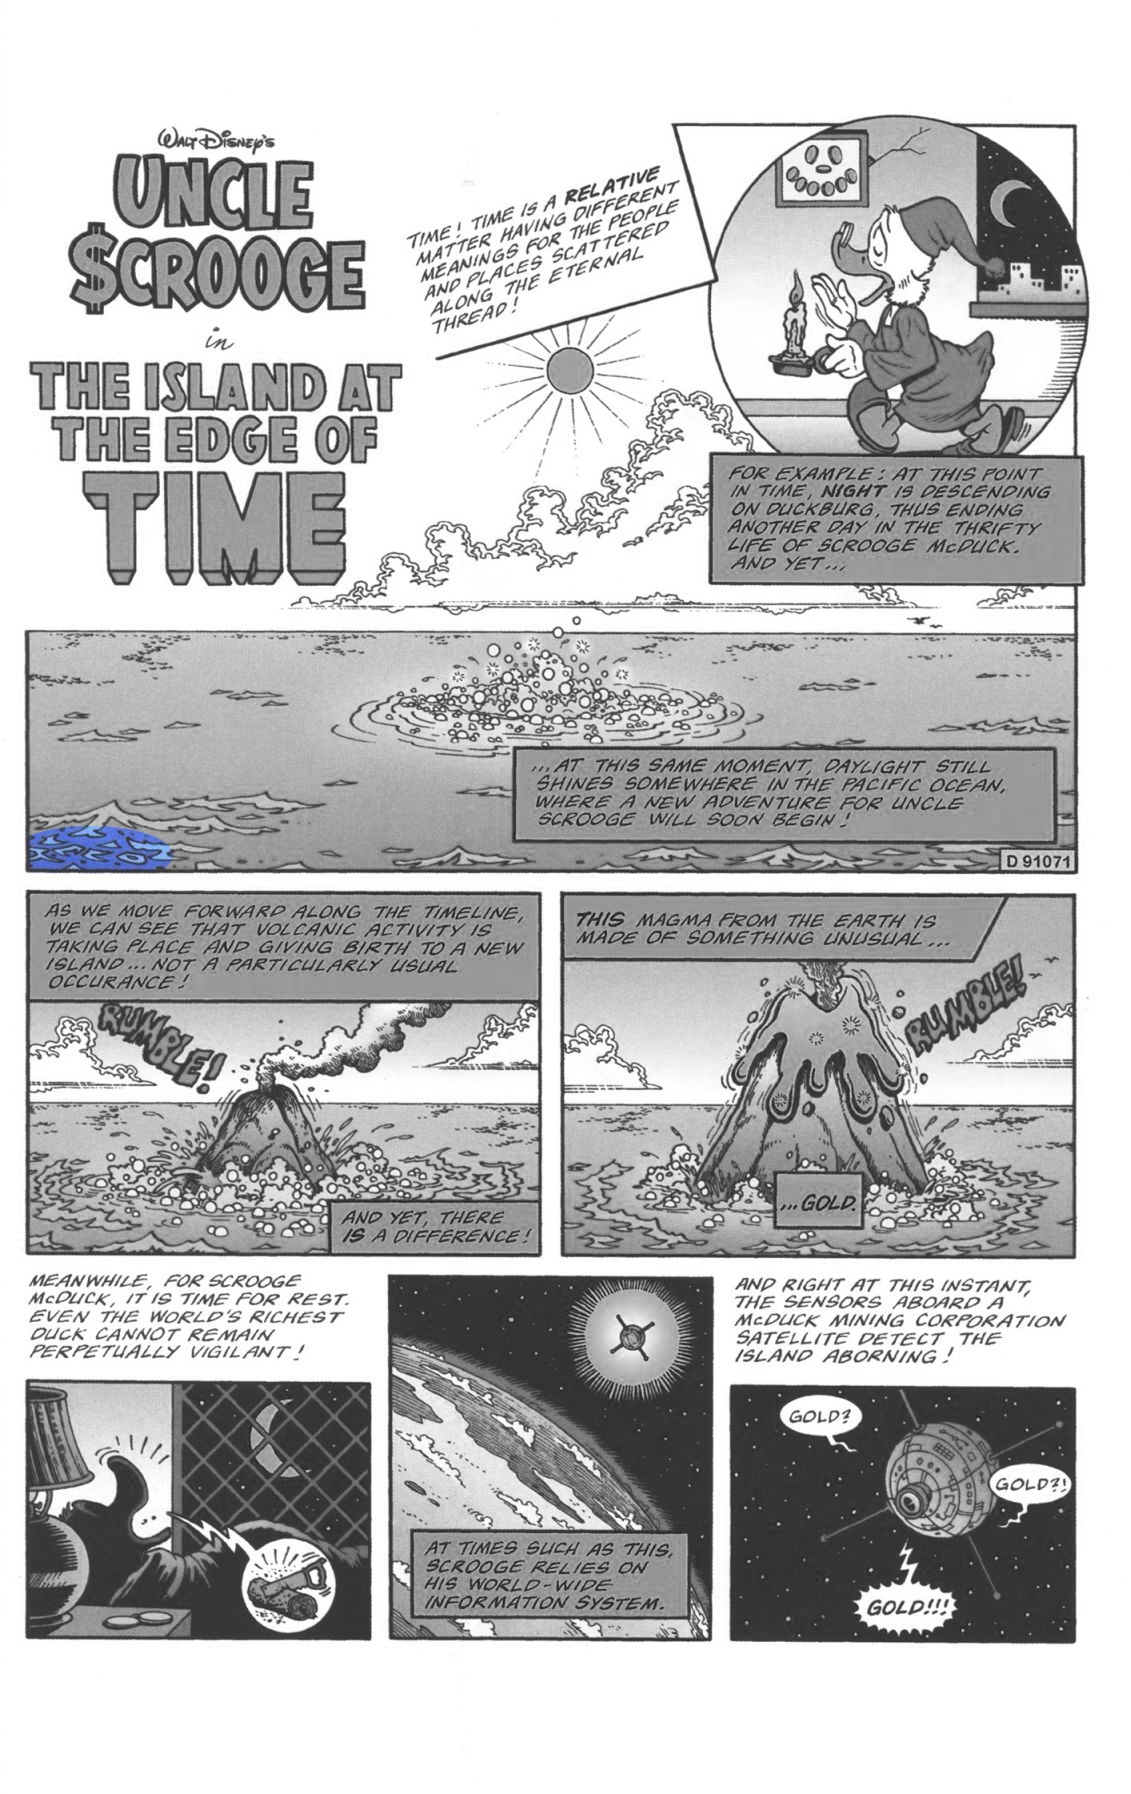 WALT DISNEY'S
UNCLE
$CROOGE
in
THE ISLAND AT
THE EDGE OF
TIME
TIME! TIME IS A RELATIVE
MATTER HAVING DIFFERENT
MEANINGS FOR THE PEOPLE
AND PLACES SCATTERED
ALONG THE ETERNAL
THREAD!
FOR EXAMPLE: AT THIS POINT
IN TIME, NIGHT IS DESCENDING
ON DUCKBURG, THUS ENDING
ANOTHER DAY IN THE THRIFTY
LIFE OF SCROOGE McDUCK.
AND YET...
...AT THIS SAME MOMENT, DAYLIGHT STILL
SHINES SOMEWHERE IN THE PACIFIC OCEAN,
WHERE A NEW ADVENTURE FOR UNCLE
SCROOGE WILL SOON BEGIN!
D 91071
AS WE MOVE FORWARD ALONG THE TIMELINE,
WE CAN SEE THAT VOLCANIC ACTIVITY IS
TAKING PLACE AND GIVING BIRTH TO A NEW
ISLAND... NOT A PARTICULARLY USUAL
OCCURANCE!
RUMBLE!
AND YET, THERE
IS A DIFFERENCE!
THIS MAGMA FROM THE EARTH IS
MADE OF SOMETHING UNUSUAL...
RUMBLE!
...GOLD.
MEANWHILE, FOR SCROOGE
McDUCK, IT IS TIME FOR REST.
EVEN THE WORLD'S RICHEST
DUCK CANNOT REMAIN
PERPETUALLY VIGILANT!
AT TIMES SUCH AS THIS,
SCROOGE RELIES ON
HIS WORLD-WIDE
INFORMATION SYSTEM.
AND RIGHT AT THIS INSTANT,
THE SENSORS ABOARD A
McDUCK MINING CORPORATION
SATELLITE DETECT THE
ISLAND ABORNING!
GOLD?
GOLD?!
GOLD!!!